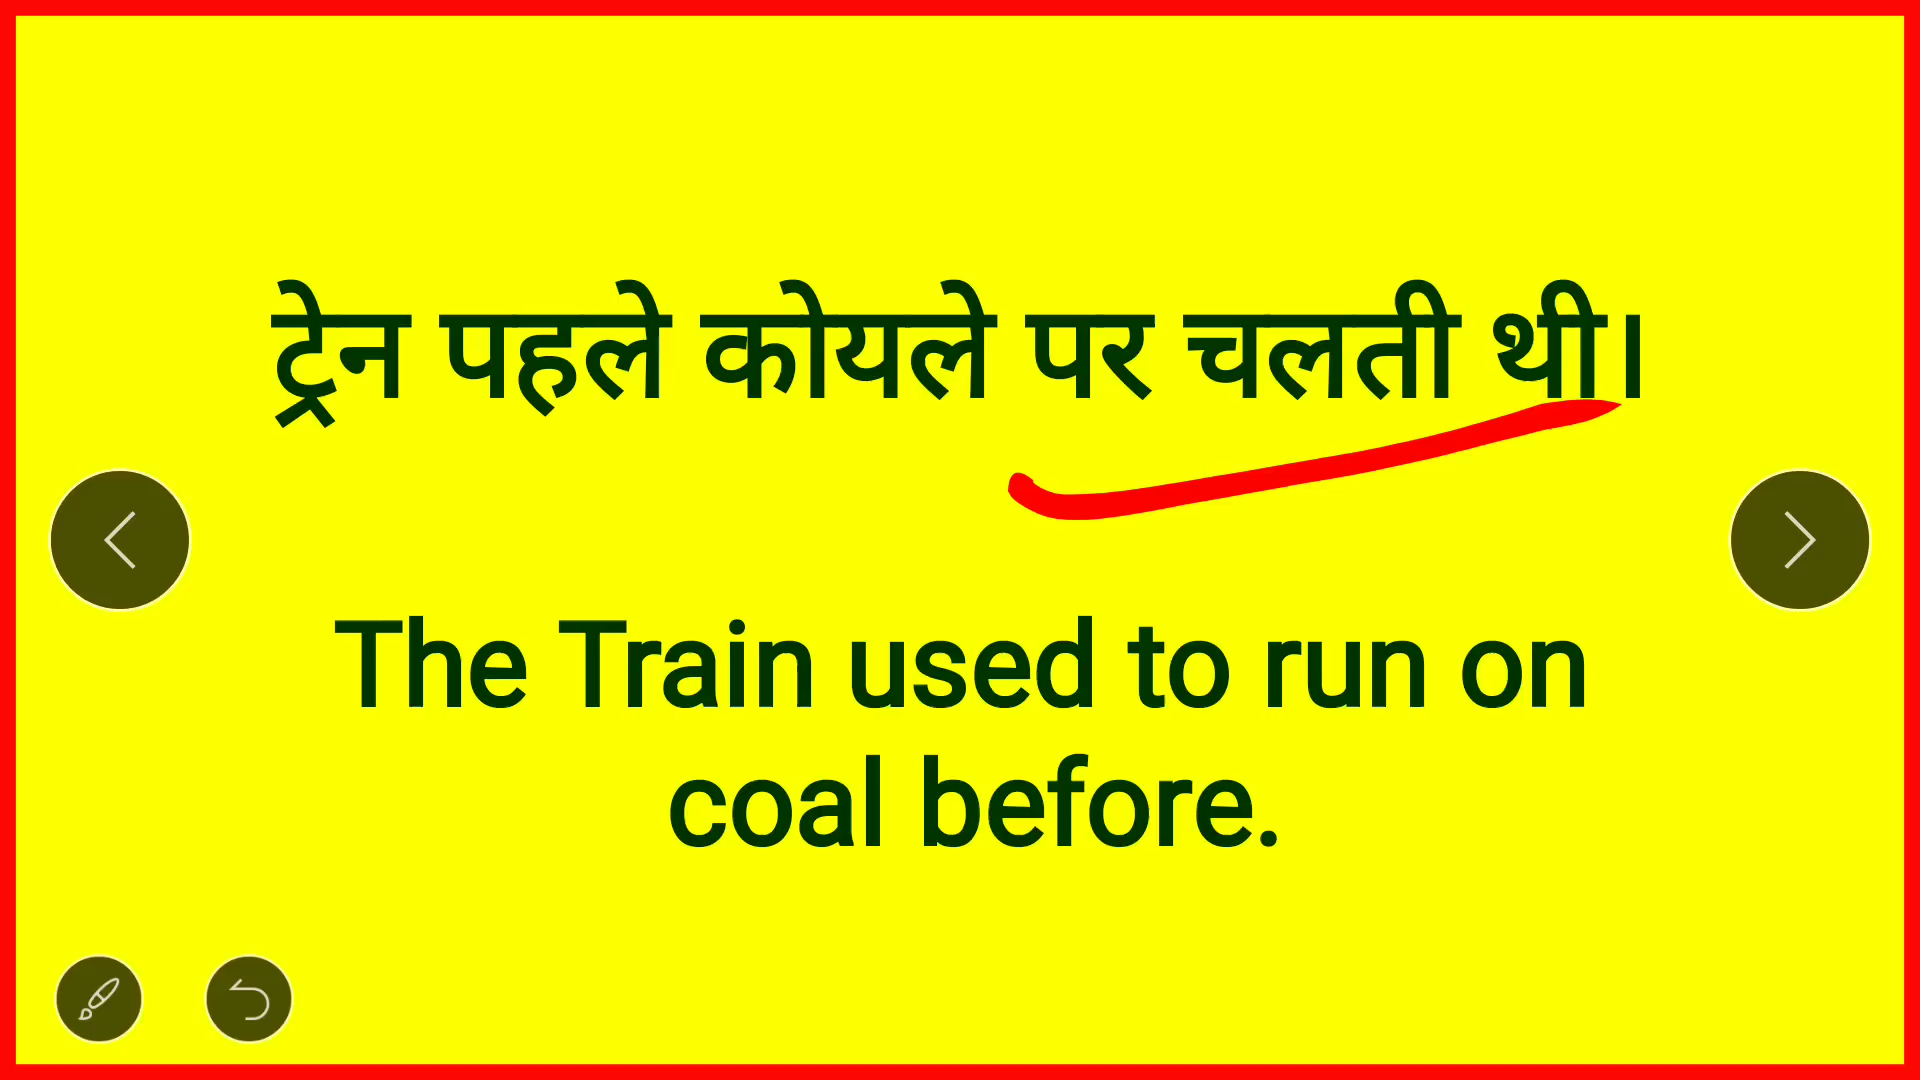 ट्रेन पहले कोयले पर चलती थी।
The Train used to run on
coal before.